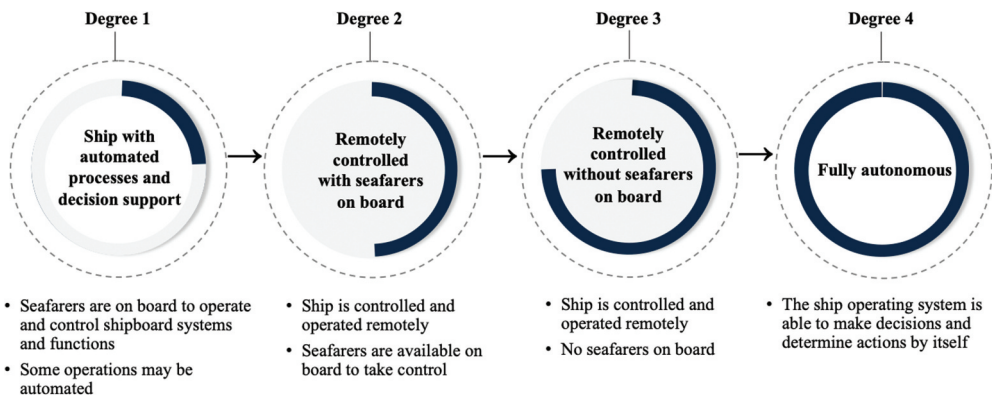 Degree 1
Degree 2
Degree 3
Degree 4
Ship with
automated
processes and
decision support
Remotely
controlled
with seafarers
on board
Remotely
controlled
without seafarers
on board
Fully autonomous
• Seafarers are on board to operate
and control shipboard systems
and functions
• Some operations may be
automated
• Ship is controlled and
operated remotely
• Seafarers are available on
board to take control
• Ship is controlled and
operated remotely
• No seafarers on board
• The ship operating system is
able to make decisions and
determine actions by itself